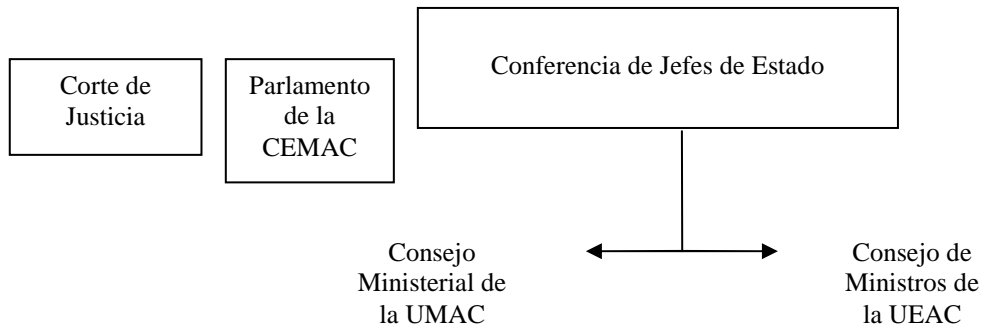 Corte de
Justicia
Parlamento
de la
CEMAC
Conferencia de Jefes de Estado
Consejo
Ministerial de
la UMAC
Consejo de
Ministros de
la UEAC